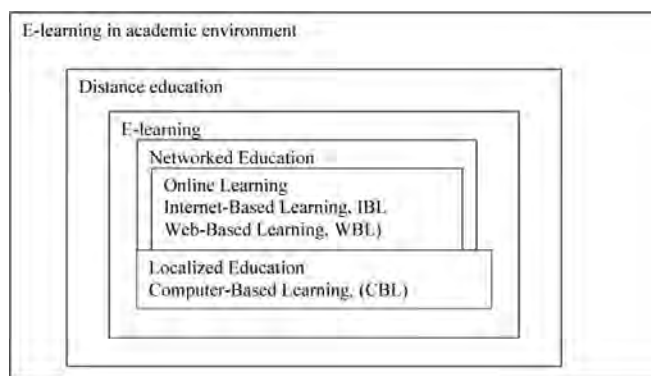 E-learning in academic environment
Distance education
E-learning
Networked Education
Online Learning
Internet-Based Learning, IBL
Web-Based Learning, WBL)
Localized Education
Computer-Based Learning, (CBL)